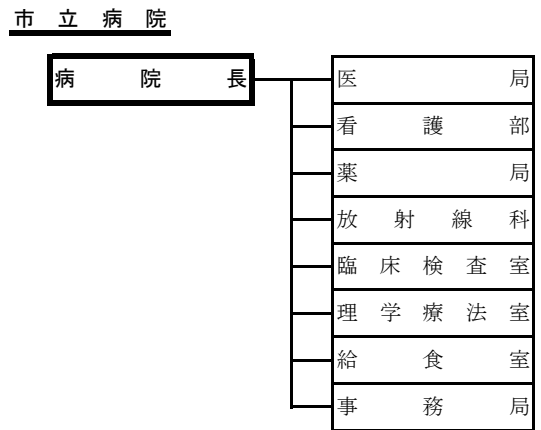 市立病院
病院長
医局
看護部
薬局
放射線科
臨床検査室
理学療法室
給食室
事務局